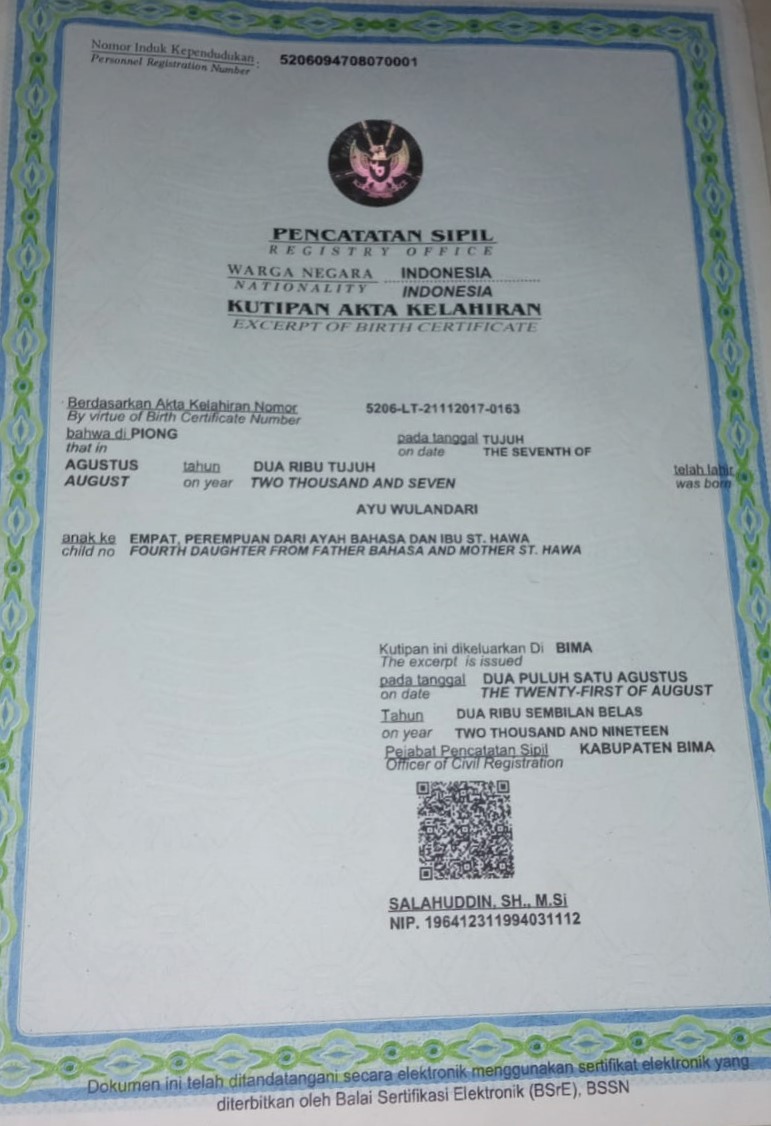 Nomor Induk Kependudukan : 5206094708070001
Personnel Registration Number
PENCATATAN SIPIL
REGISTRY OFFICE
WARGA NEGARA INDONESIA
NATIONALITY INDONESIA
KUTIPAN AKTA KELAHIRAN
EXCERPT OF BIRTH CERTIFICATE
Berdasarkan Akta Kelahiran Nomor 5206-LT-21112017-0163
By virtue of Birth Certificate Number
bahwa di PIONG pada tanggal TUJUH
that in on date THE SEVENTH OF
AGUSTUS tahun DUA RIBU TUJUH telah lahir
AUGUST on year TWO THOUSAND AND SEVEN was born
AYU WULANDARI
anak ke EMPAT, PEREMPUAN DARI AYAH BAHASA DAN IBU ST. HAWA
child no FOURTH DAUGHTER FROM FATHER BAHASA AND MOTHER ST. HAWA
Kutipan ini dikeluarkan Di BIMA
The excerpt is issued
pada tanggal DUA PULUH SATU AGUSTUS
on date THE TWENTY-FIRST OF AUGUST
Tahun DUA RIBU SEMBILAN BELAS
on year TWO THOUSAND AND NINETEEN
Pejabat Pencatatan Sipil KABUPATEN BIMA
Officer of Civil Registration
SALAHUDDIN, SH., M.Si
NIP. 196412311994031112
Dokumen ini telah ditandatangani secara elektronik menggunakan sertifikat elektronik yang
diterbitkan oleh Balai Sertifikasi Elektronik (BSrE), BSSN